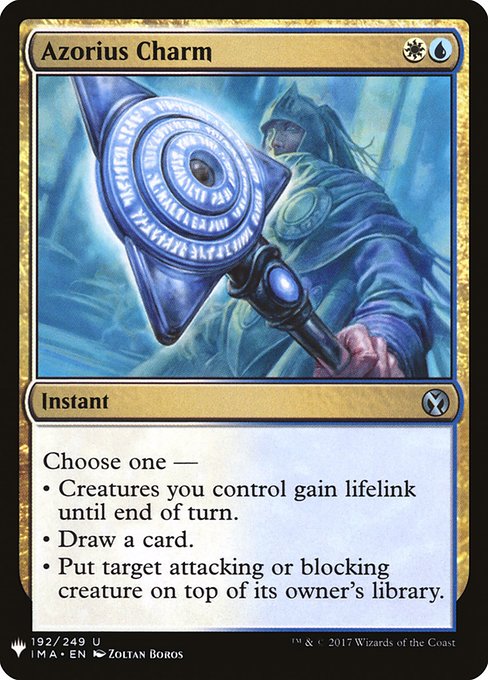 Azorius Charm
Instant
Choose one —
• Creatures you control gain lifelink
until end of turn.
• Draw a card.
• Put target attacking or blocking
creature on top of its owner's library.
192/249 U
IMA • EN Zoltan Boros
™ & © 2017 Wizards of the Coast